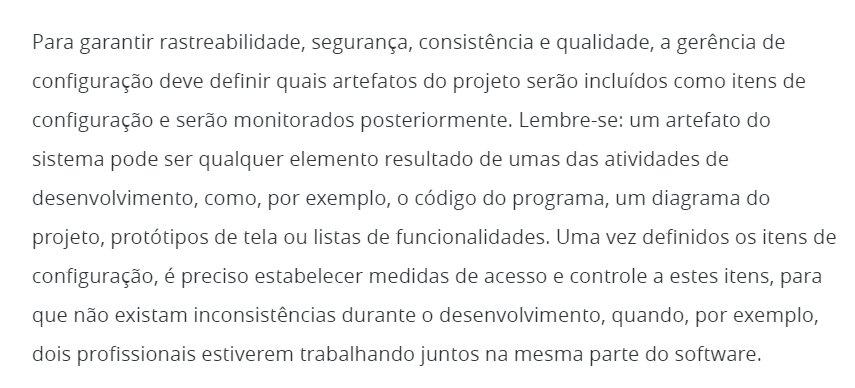 Para garantir rastreabilidade, segurança, consistência e qualidade, a gerência de
configuração deve definir quais artefatos do projeto serão incluídos como itens de
configuração e serão monitorados posteriormente. Lembre-se: um artefato do
sistema pode ser qualquer elemento resultado de umas das atividades de
desenvolvimento, como, por exemplo, o código do programa, um diagrama do
projeto, protótipos de tela ou listas de funcionalidades. Uma vez definidos os itens de
configuração, é preciso estabelecer medidas de acesso e controle a estes itens, para
que não existam inconsistências durante o desenvolvimento, quando, por exemplo,
dois profissionais estiverem trabalhando juntos na mesma parte do software.